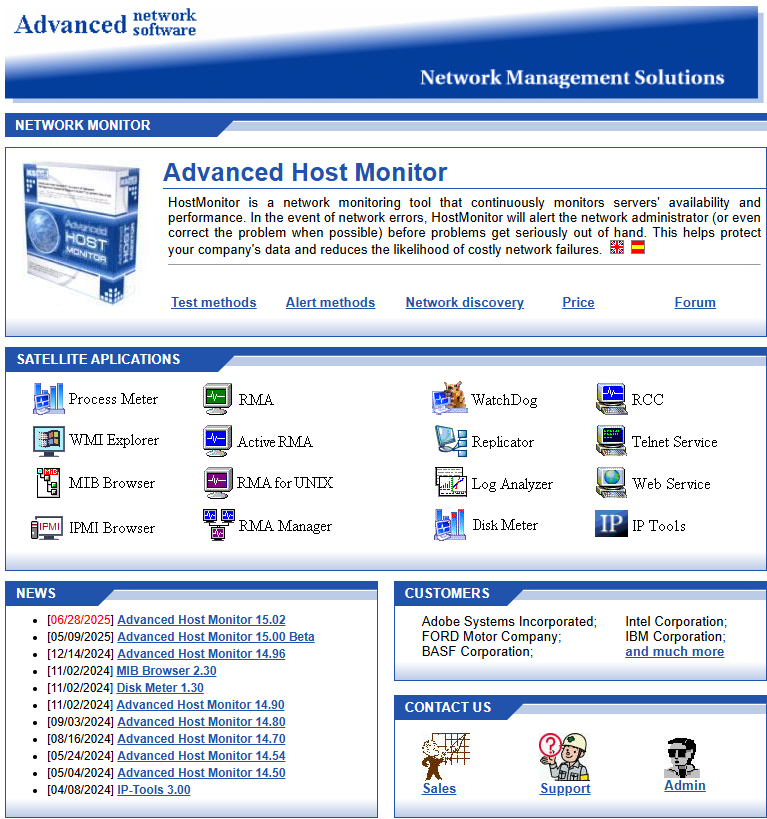 Advanced network software
Network Management Solutions
NETWORK MONITOR
Advanced HOST MONITOR
HOST MONITOR
Advanced Host Monitor
HostMonitor is a network monitoring tool that continuously monitors servers' availability and
performance. In the event of network errors, HostMonitor will alert the network administrator (or even
correct the problem when possible) before problems get seriously out of hand. This helps protect
your company's data and reduces the likelihood of costly network failures.
Test methods Alert methods Network discovery Price Forum
SATELLITE APLICATIONS
Process Meter RMA WatchDog RCC
WMI Explorer Active RMA Replicator Telnet Service
MIB MIB Browser RMA for UNIX Log Analyzer Web Service
IPMI IPMI Browser RMA Manager Disk Meter IP IP Tools
NEWS
[06/28/2025] Advanced Host Monitor 15.02
[05/09/2025] Advanced Host Monitor 15.00 Beta
[12/14/2024] Advanced Host Monitor 14.96
[11/02/2024] MIB Browser 2.30
[11/02/2024] Disk Meter 1.30
[11/02/2024] Advanced Host Monitor 14.90
[09/03/2024] Advanced Host Monitor 14.80
[08/16/2024] Advanced Host Monitor 14.70
[05/24/2024] Advanced Host Monitor 14.54
[05/04/2024] Advanced Host Monitor 14.50
[04/08/2024] IP-Tools 3.00
CUSTOMERS
Adobe Systems Incorporated; Intel Corporation;
FORD Motor Company; IBM Corporation;
BASF Corporation; and much more
CONTACT US
Sales Support Admin